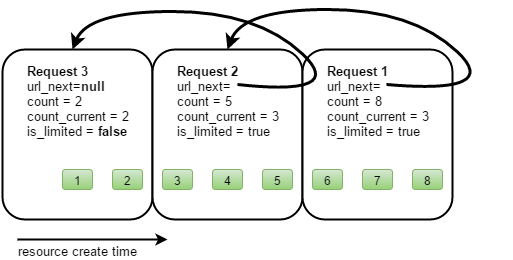 Request 3
url_next=null
count = 2
count_current = 2
is_limited = false
Request 2
url_next=
count = 5
count_current = 3
is_limited = true
Request 1
url_next=
count = 8
count_current = 3
is_limited = true
1 2 3 4 5 6 7 8
resource create time